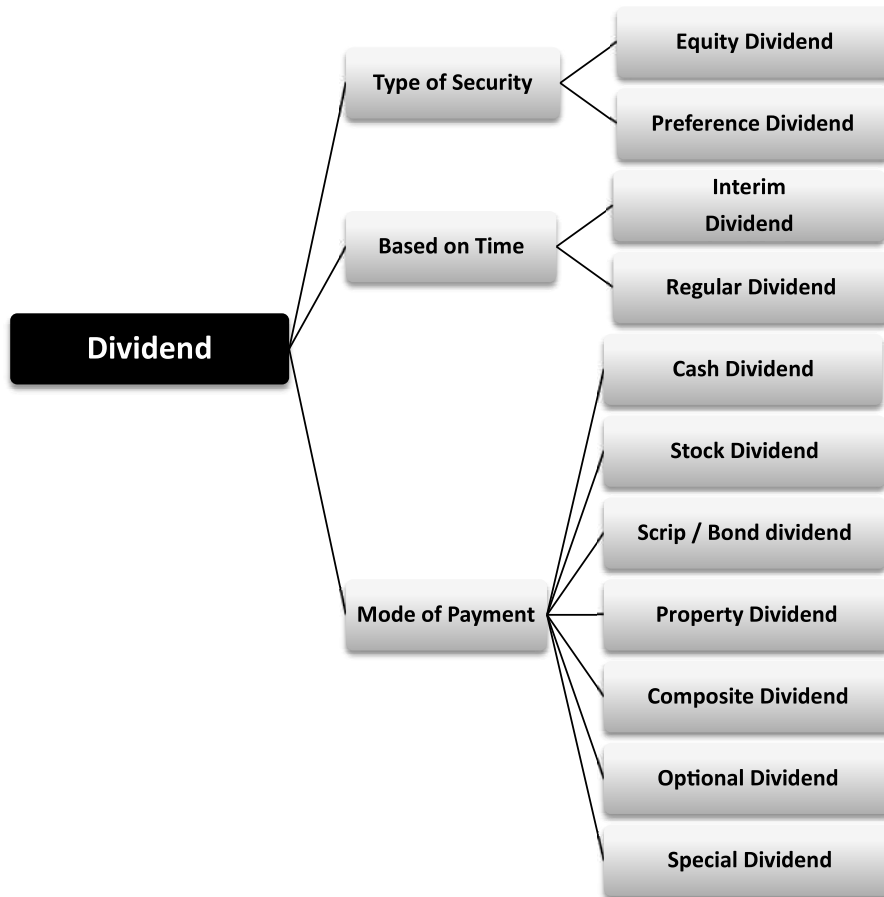 Equity Dividend
Type of Security
Preference Dividend
Interim
Dividend
Based on Time
Regular Dividend
Dividend
Cash Dividend
Stock Dividend
Scrip / Bond dividend
Mode of Payment
Property Dividend
Composite Dividend
Optional Dividend
Special Dividend